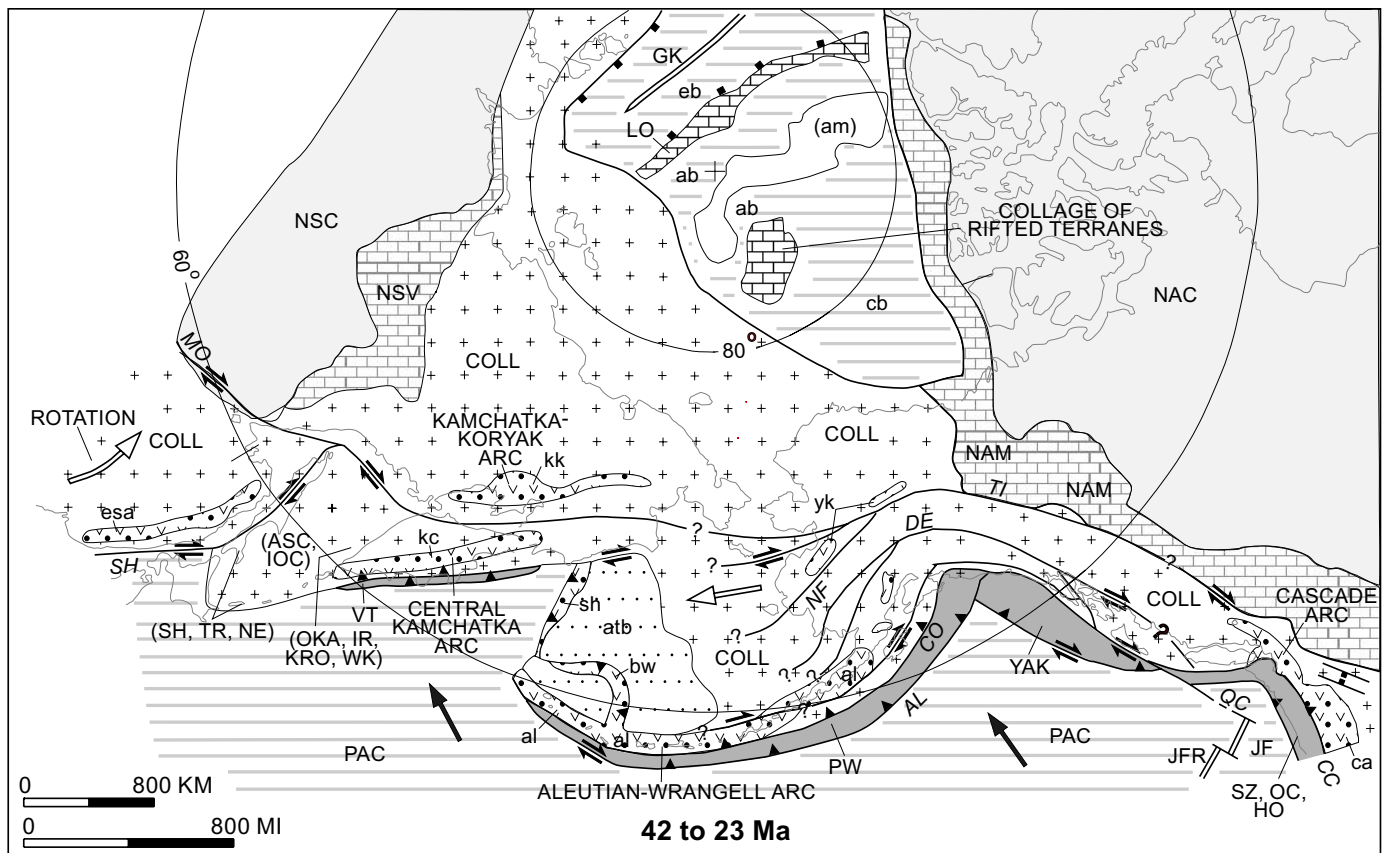 GK
eb
LO
(am)
ab
ab
NSC
COLLAGE OF
RIFTED TERRANES
60°
NSV
NAC
cb
MO
80°
COLL
ROTATION
COLL
KAMCHATKA-
KORYAK
ARC
kk
COLL
NAM
NAM
TI
yk
DE
esa
(ASC,
IOC)
kc
SH
?
?
?
NF
sh
VT
CENTRAL
KAMCHATKA
ARC
atb
COLL
CASCADE
ARC
(SH, TR, NE)
(OKA, IR,
KRO, WK)
?
COLL
?
CO
YAK
bw
?
?
al
AL
QC
al
al
?
?
PAC
PAC
PW
JFR
JF
CC
ca
0 800 KM
ALEUTIAN-WRANGELL ARC
SZ, OC,
HO
0 800 MI
42 to 23 Ma